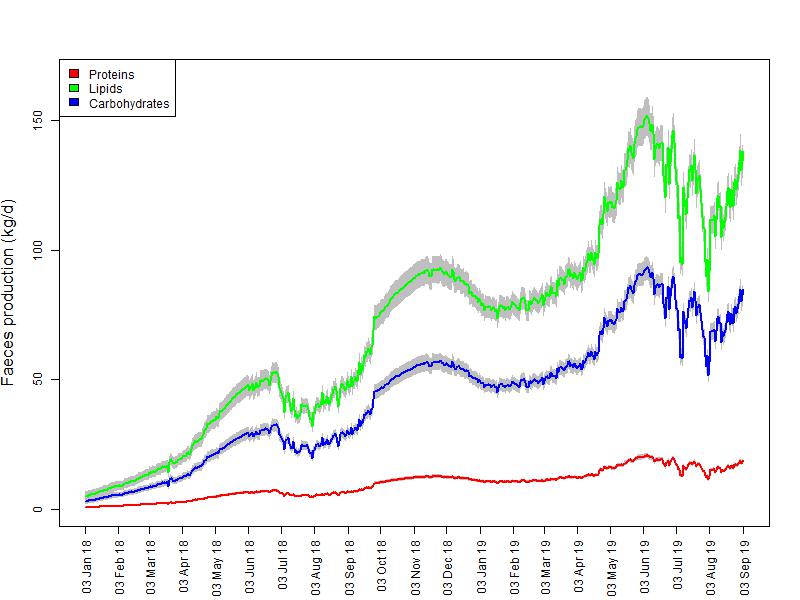 Proteins
Lipids
Carbohydrates
Faeces production (kg/d)
150
100
50
0
03 Jan 18
03 Feb 18
03 Mar 18
03 Apr 18
03 May 18
03 Jun 18
03 Jul 18
03 Aug 18
03 Sep 18
03 Oct 18
03 Nov 18
03 Dec 18
03 Jan 19
03 Feb 19
03 Mar 19
03 Apr 19
03 May 19
03 Jun 19
03 Jul 19
03 Aug 19
03 Sep 19